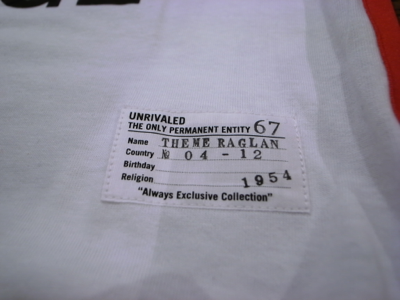 UNRIVALED
THE ONLY PERMANENT ENTITY 67
Name THEME RAGLAN
Country № 04-12
Birthday
Religion 1954
"Always Exclusive Collection"